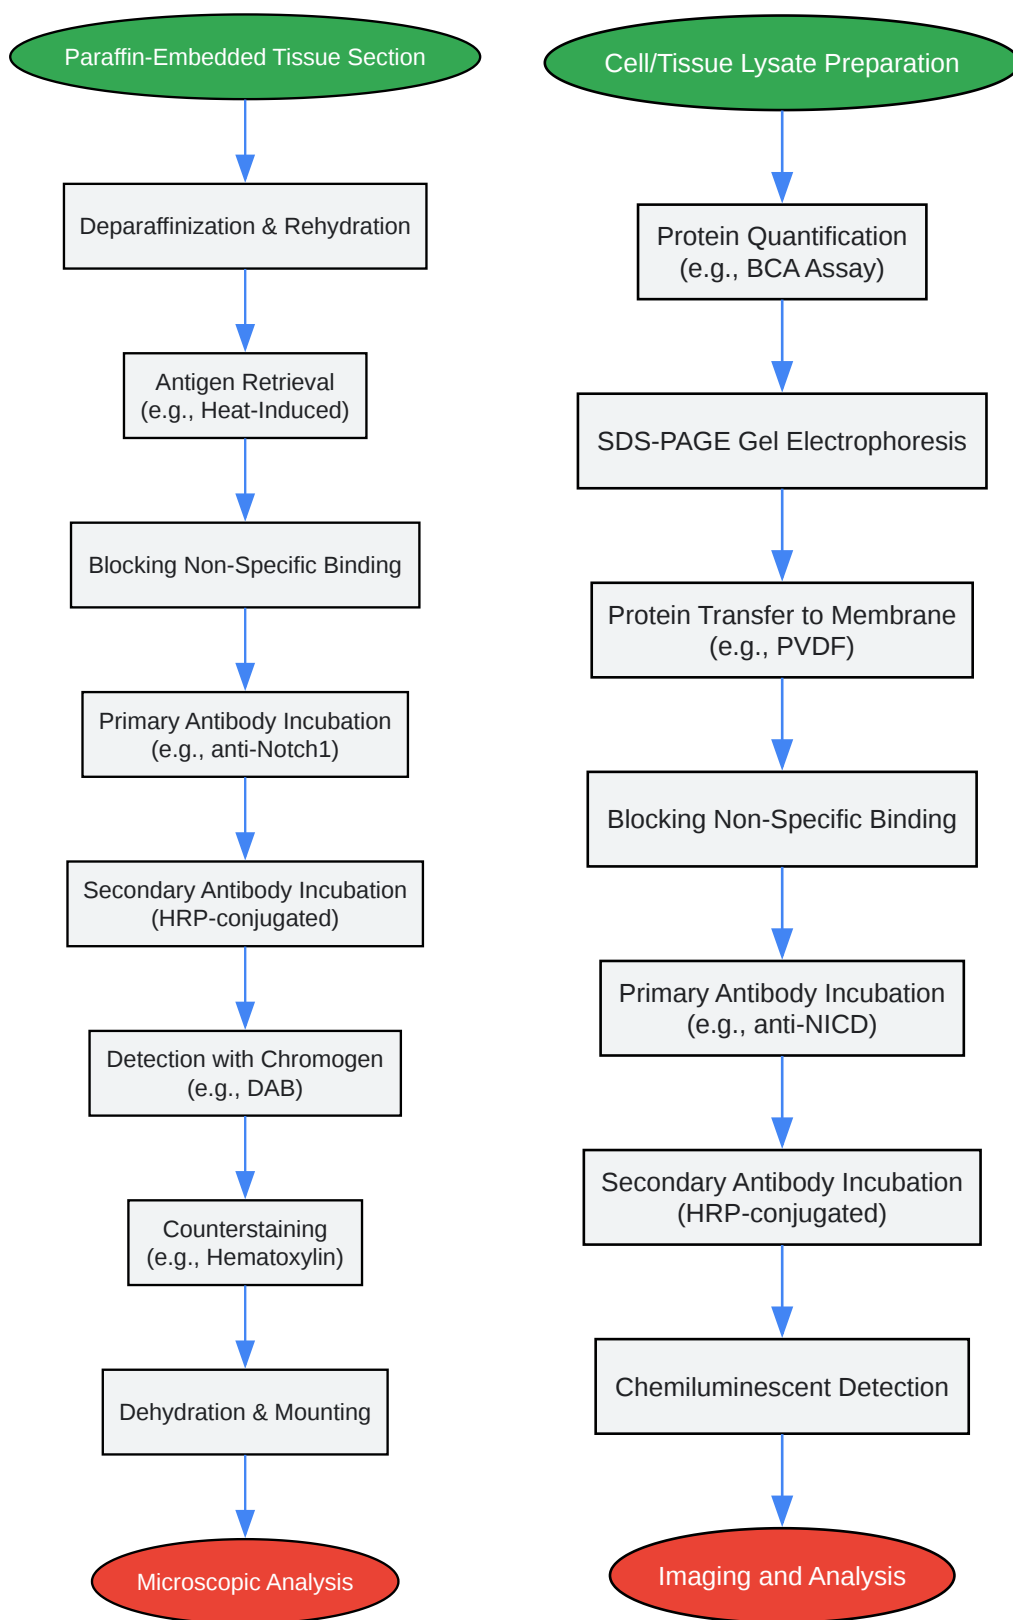 Paraffin-Embedded Tissue Section
Deparaffinization & Rehydration
Antigen Retrieval
(e.g., Heat-Induced)
Blocking Non-Specific Binding
Primary Antibody Incubation
(e.g., anti-Notch1)
Secondary Antibody Incubation
(HRP-conjugated)
Detection with Chromogen
(e.g., DAB)
Counterstaining
(e.g., Hematoxylin)
Dehydration & Mounting
Microscopic Analysis
Cell/Tissue Lysate Preparation
Protein Quantification
(e.g., BCA Assay)
SDS-PAGE Gel Electrophoresis
Protein Transfer to Membrane
(e.g., PVDF)
Blocking Non-Specific Binding
Primary Antibody Incubation
(e.g., anti-NICD)
Secondary Antibody Incubation
(HRP-conjugated)
Chemiluminescent Detection
Imaging and Analysis